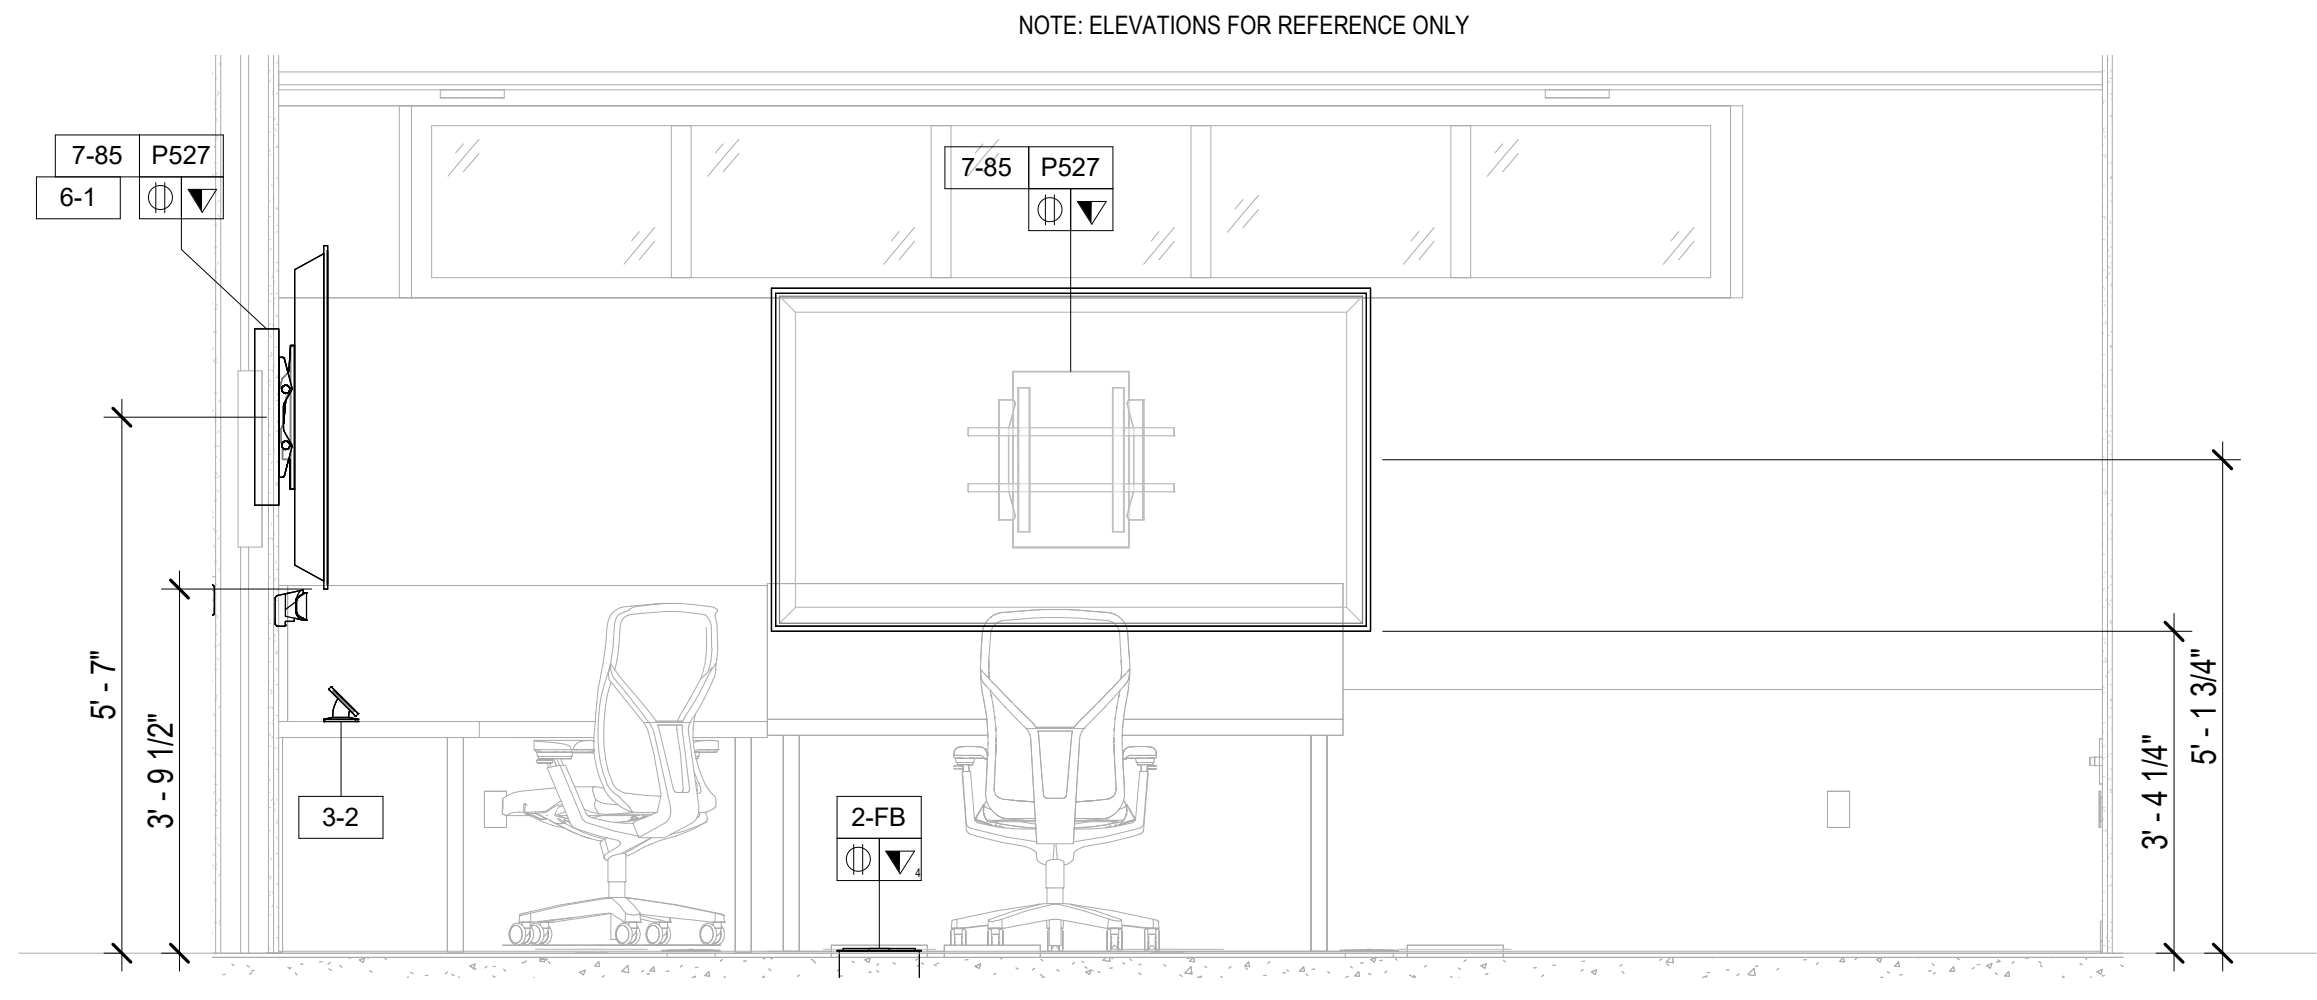 NOTE: ELEVATIONS FOR REFERENCE ONLY
7-85 P527
6-1
7-85 P527
5' - 7"
3' - 9 1/2"
3-2
2-FB
4
3' - 4 1/4"
5' - 1 3/4"